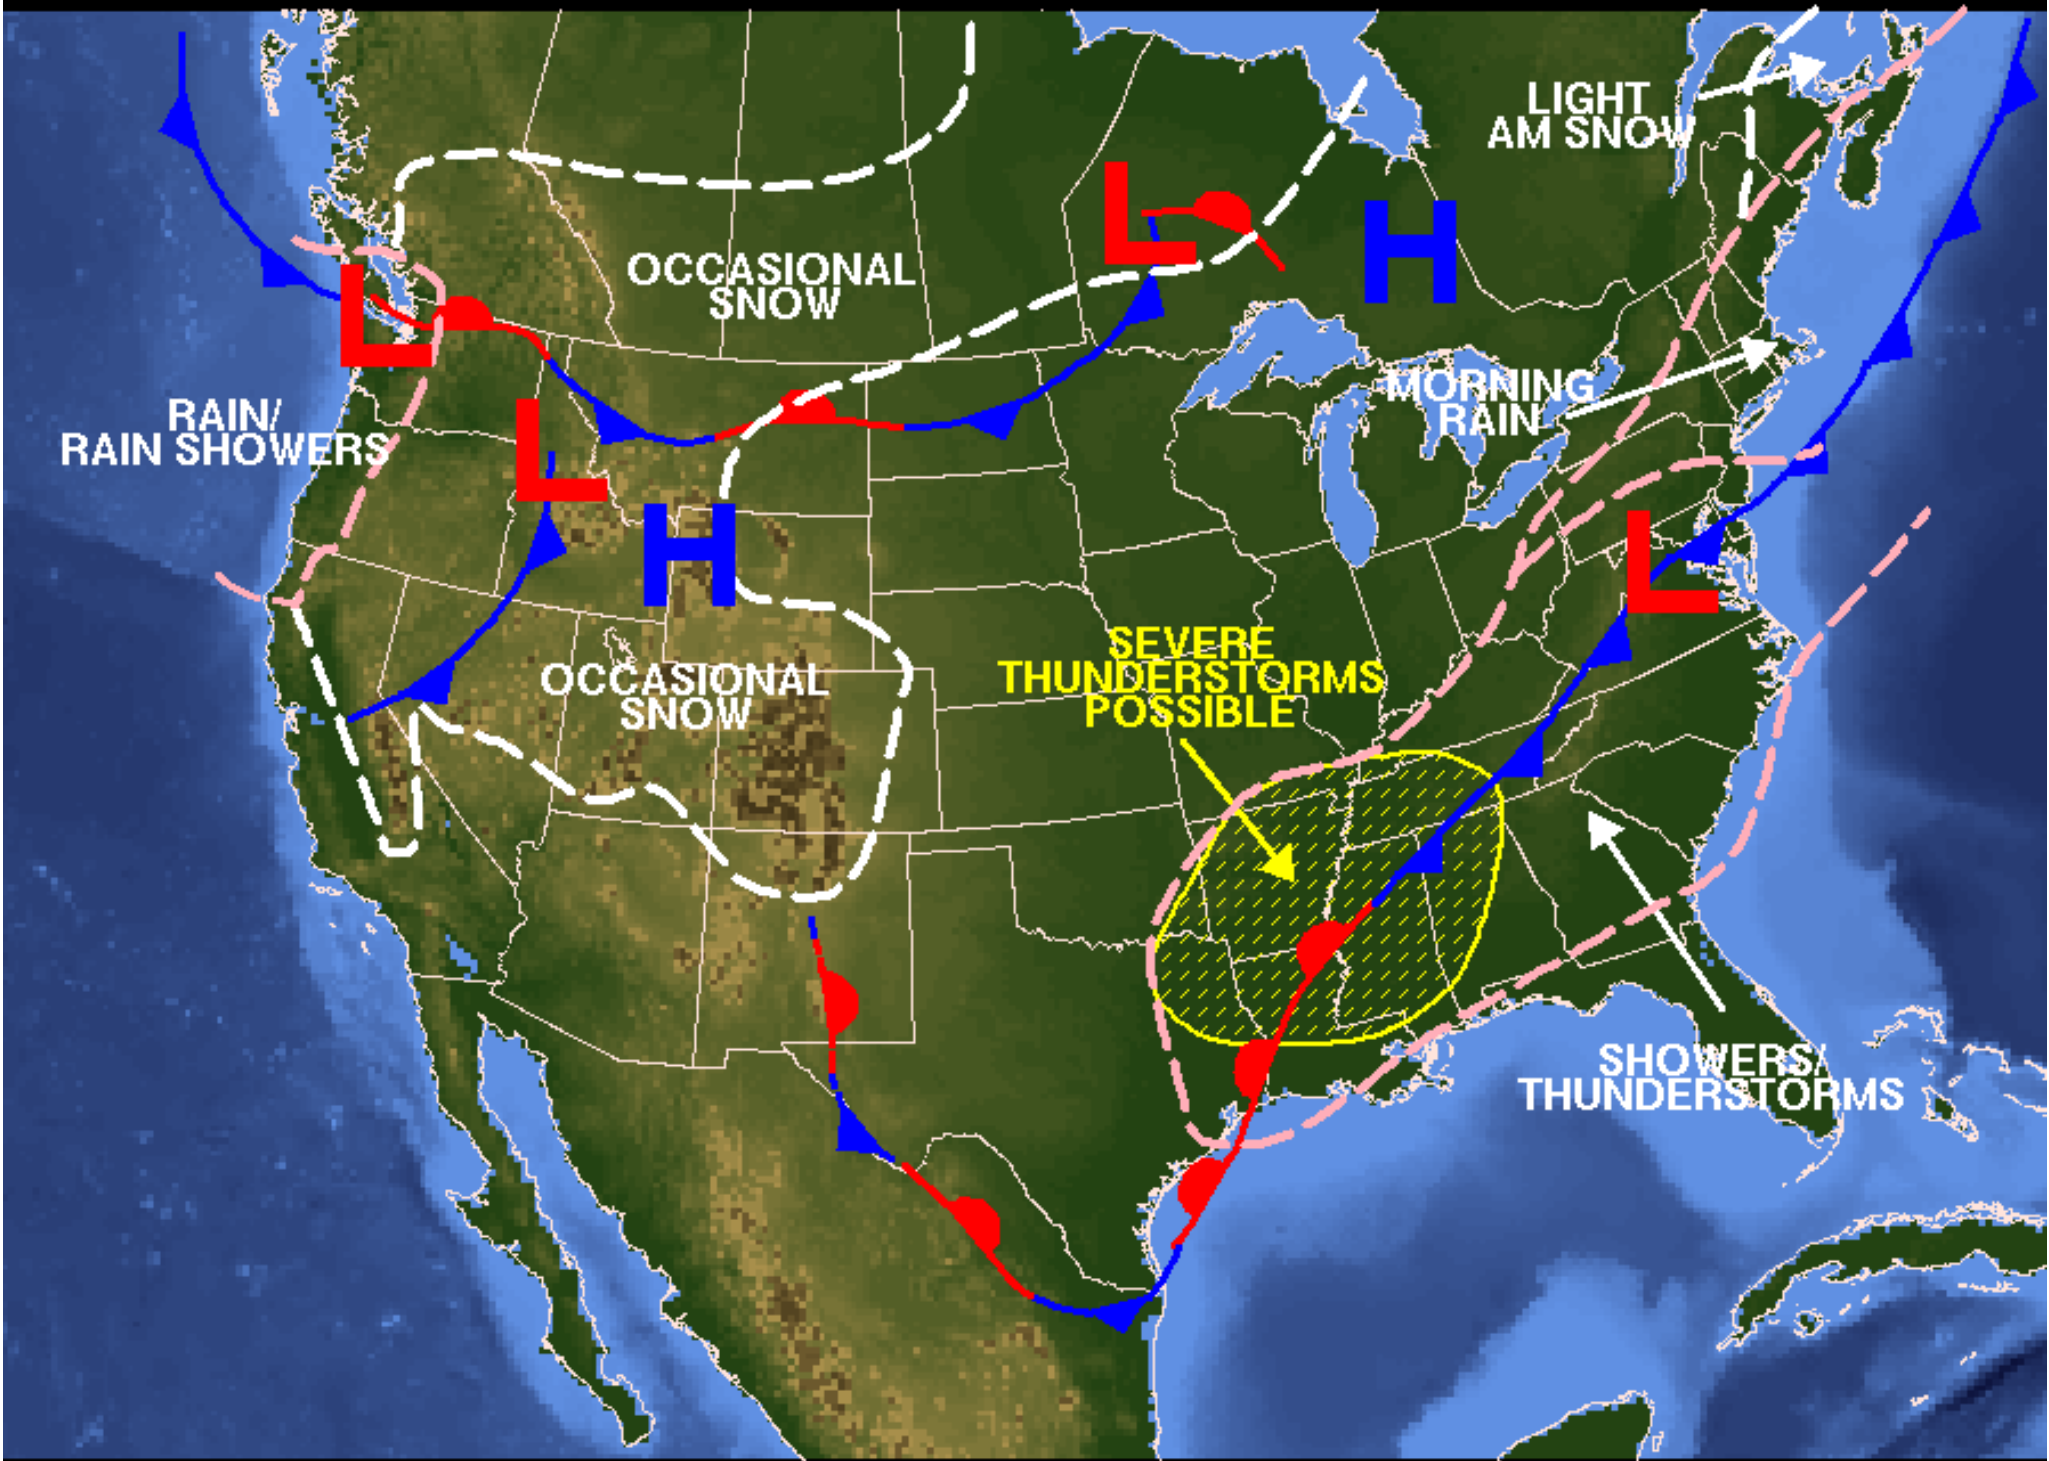 LIGHT
AM SNOW
L
H
OCCASIONAL
SNOW
L
MORNING
RAIN
RAIN/
RAIN SHOWERS
L
H
L
SEVERE
THUNDERSTORMS
POSSIBLE
OCCASIONAL
SNOW
SHOWERS/
THUNDERSTORMS